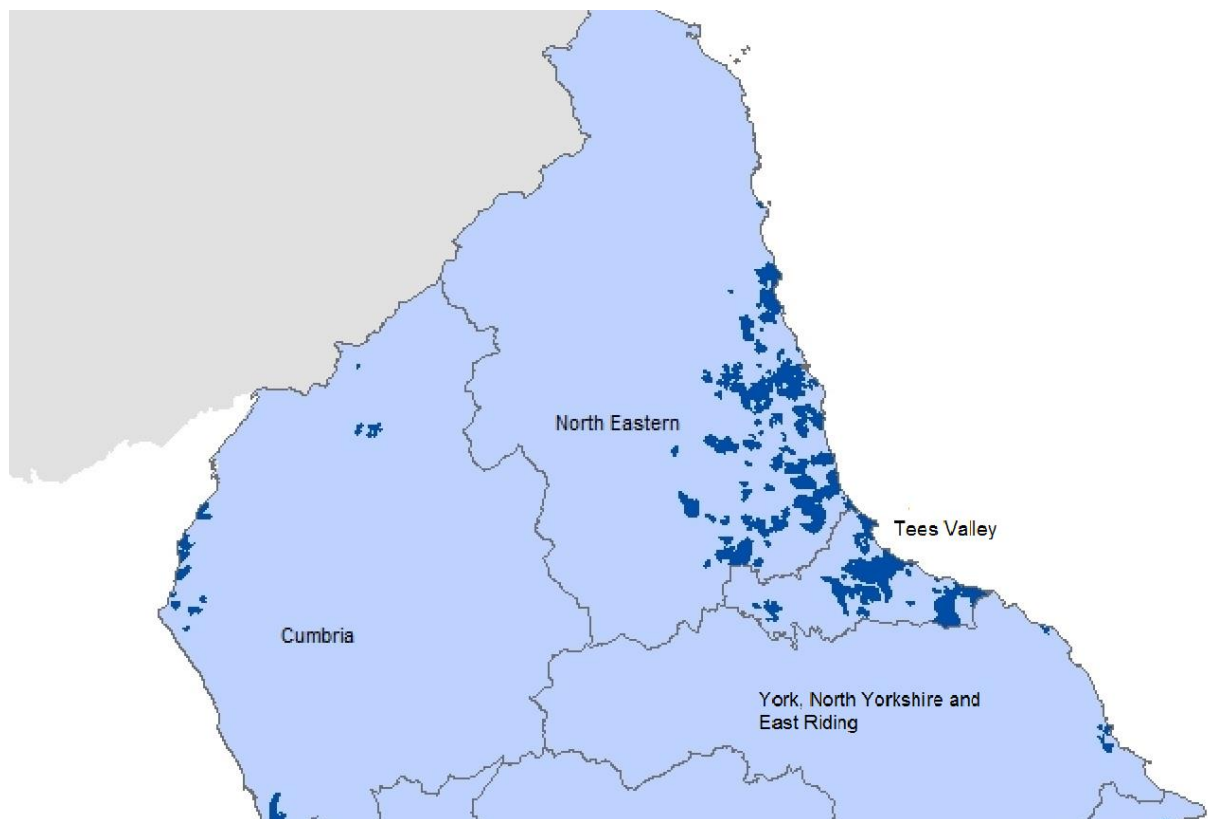 North Eastern
Tees Valley
Cumbria
York, North Yorkshire and
East Riding